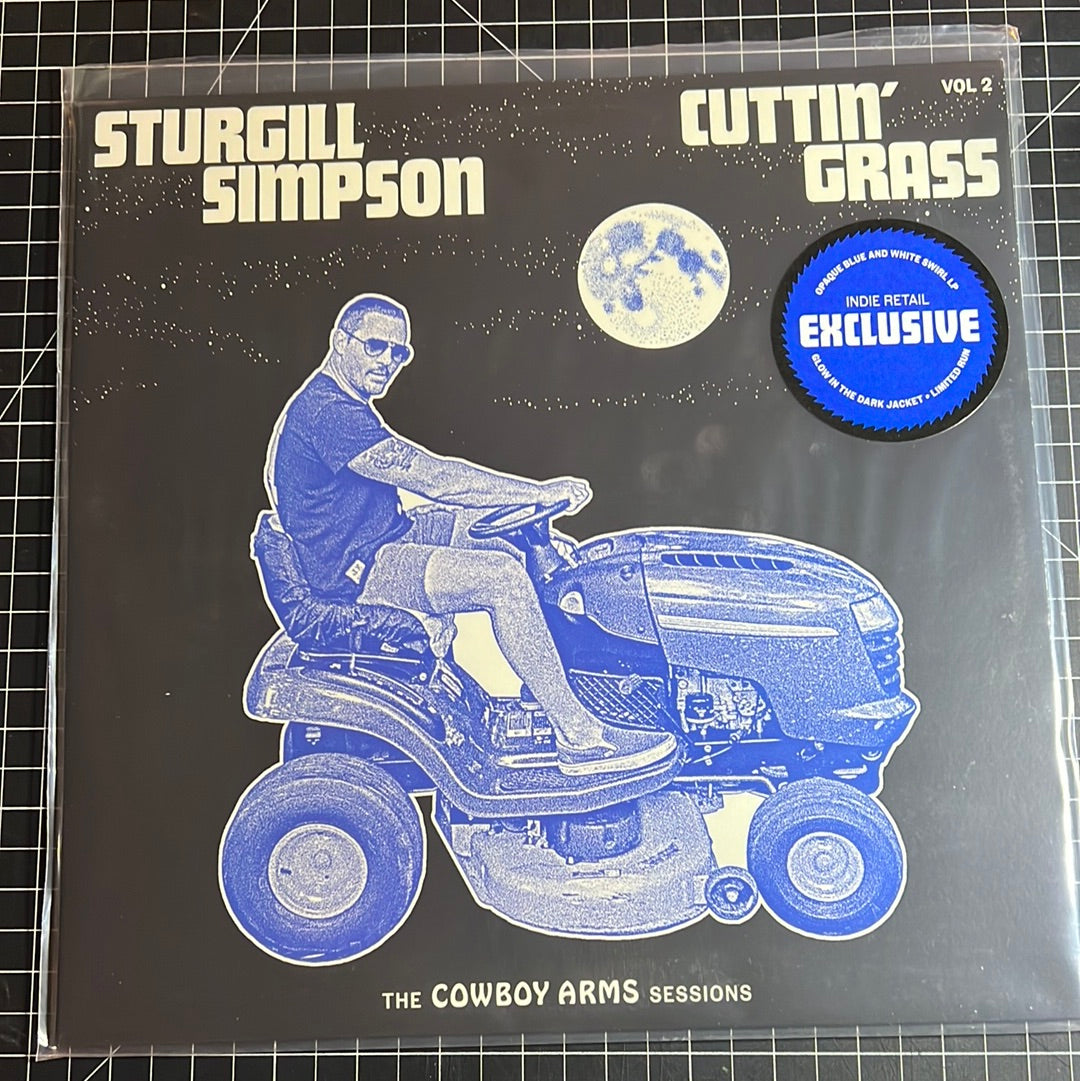 STURGILL
SIMPSON
CUTTIN'
GRASS
VOL 2
OPAQUE BLUE AND WHITE SWIRL LP
INDIE RETAIL
EXCLUSIVE
GLOW IN THE DARK JACKET • LIMITED RUN
THE COWBOY ARMS SESSIONS